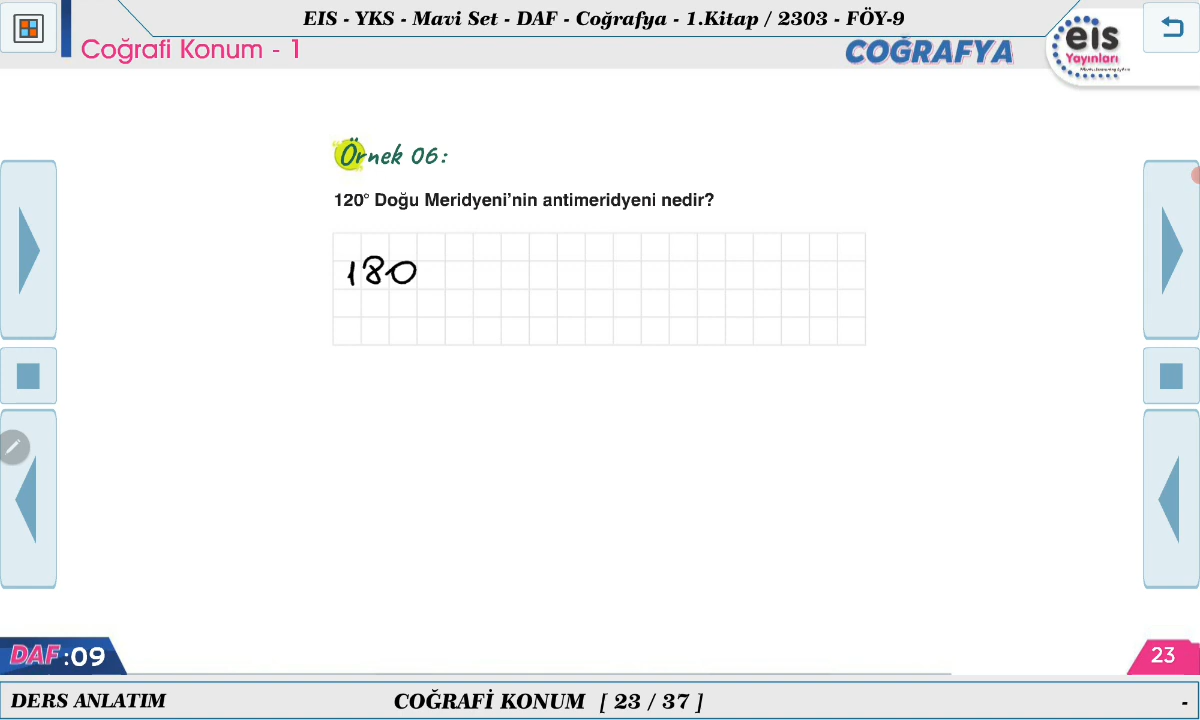 EIS - YKS - Mavi Set - DAF - Coğrafya - 1.Kitap / 2303 - FÖY-9
Coğrafi Konum - 1
COĞRAFYA
eis
Yayınları
Örnek 06:
120° Doğu Meridyeni’nin antimeridyeni nedir?
180
DAF:09
23
DERS ANLATIM
COĞRAFİ KONUM [ 23 / 37 ]
-